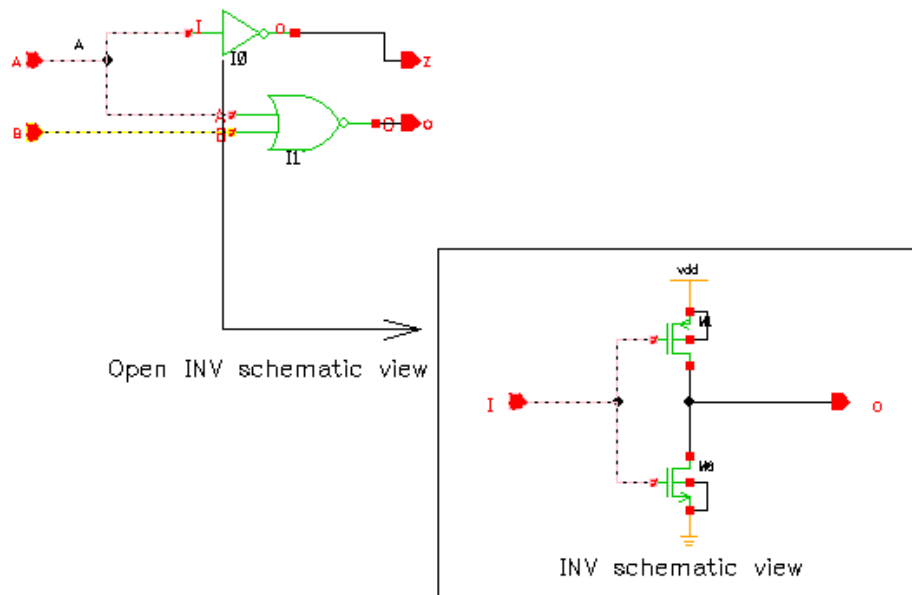 I O
A A I0 z
A
B B I1 O o
Open INV schematic view
vdd
M1
I o
M0
INV schematic view